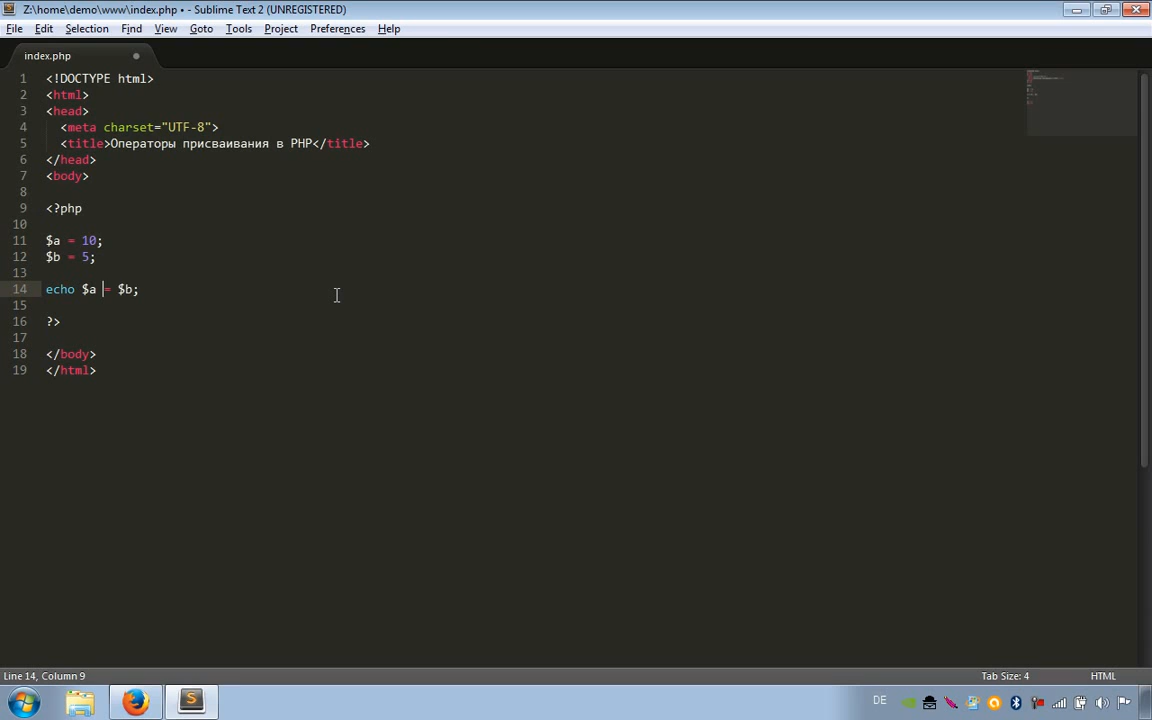 Z:\home\demo\www\index.php • - Sublime Text 2 (UNREGISTERED)
File Edit Selection Find View Goto Tools Project Preferences Help
index.php
1 <!DOCTYPE html>
2 <html>
3 <head>
4 <meta charset="UTF-8">
5 <title>Операторы присваивания в PHP</title>
6 </head>
7 <body>
8
9 <?php
10
11 $a = 10;
12 $b = 5;
13
14 echo $a = $b;
15
16 ?>
17
18 </body>
19 </html>
Line 14, Column 9 Tab Size: 4 HTML
DE